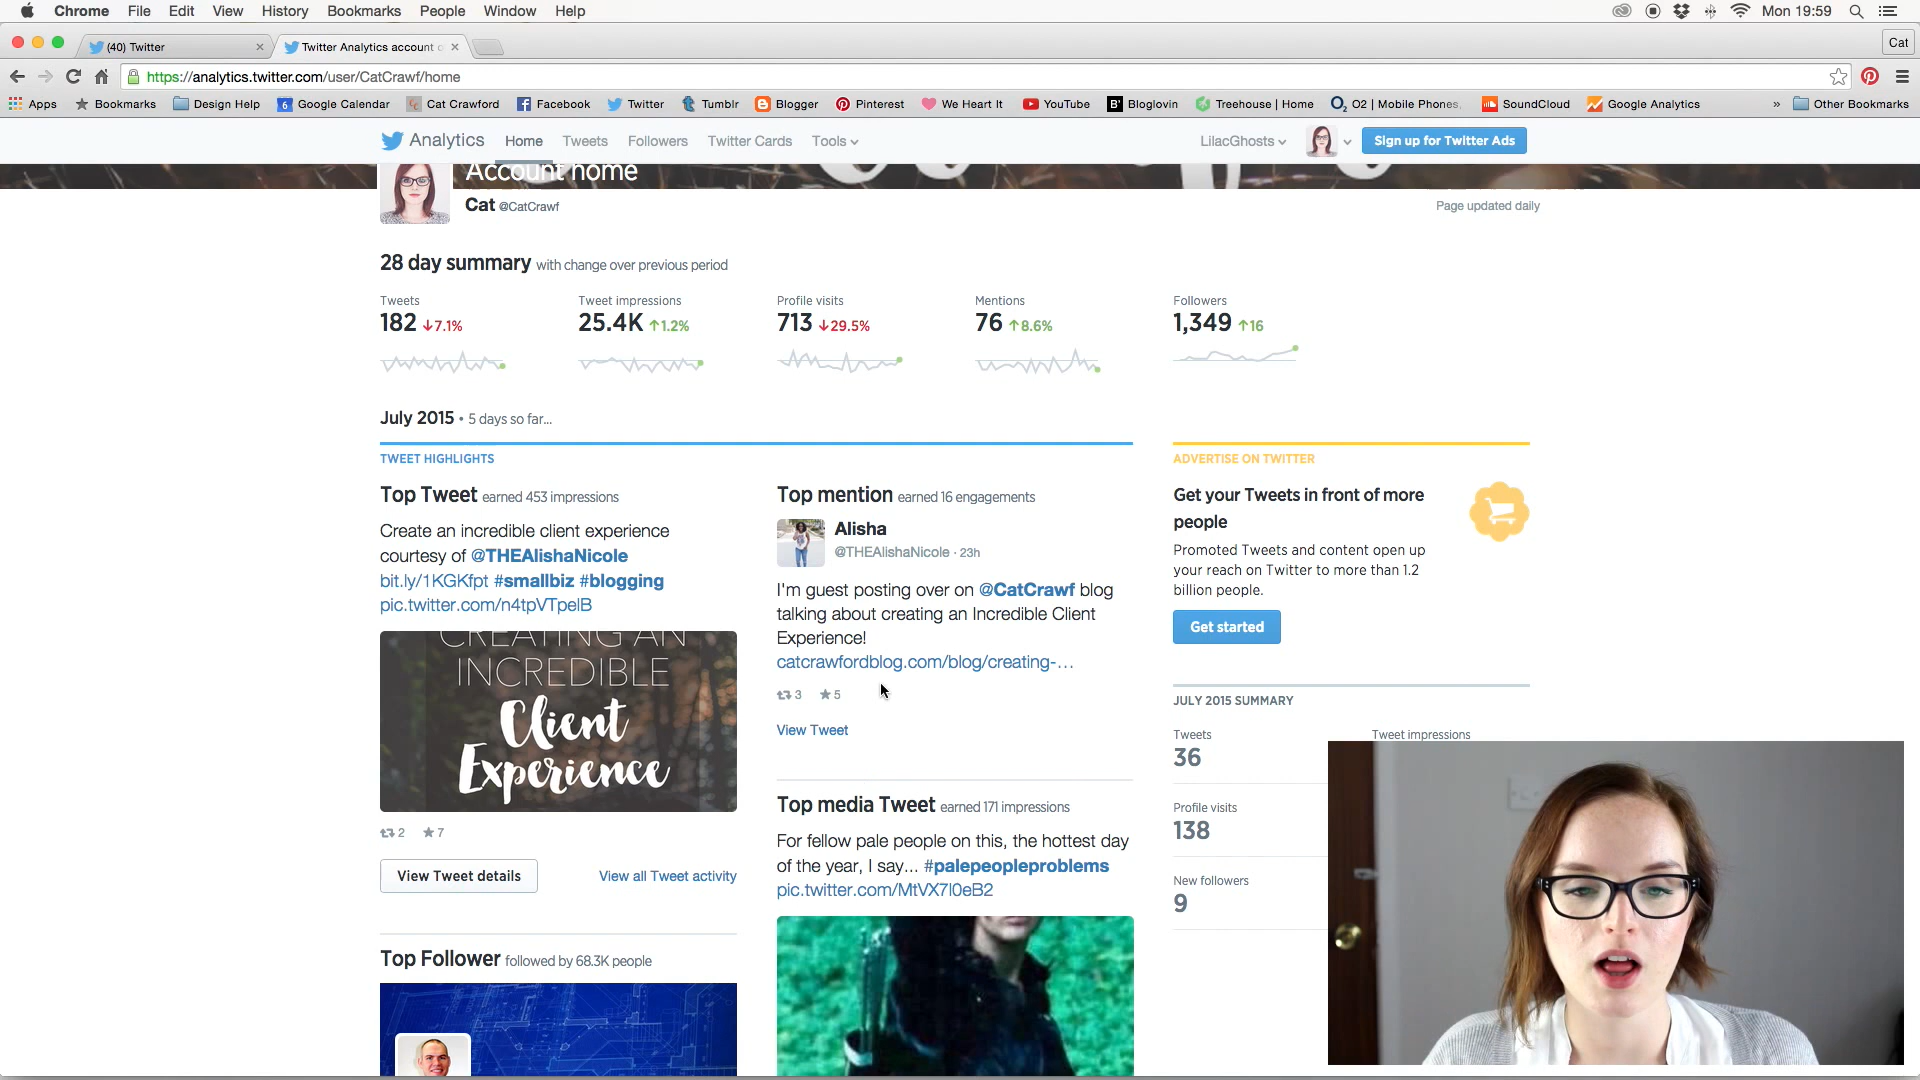 Chrome File Edit View History Bookmarks People Window Help Mon 19:59
(40) Twitter Twitter Analytics account Cat
https://analytics.twitter.com/user/CatCrawf/home
Apps Bookmarks Design Help 6 Google Calendar Cat Crawford Facebook Twitter Tumblr Blogger Pinterest We Heart It YouTube Bloglovin Treehouse | Home O2 | Mobile Phones, SoundCloud Google Analytics » Other Bookmarks
Analytics Home Tweets Followers Twitter Cards Tools LilacGhosts Sign up for Twitter Ads
Account home
Cat @CatCrawf
Page updated daily
28 day summary with change over previous period
Tweets Tweet impressions Profile visits Mentions Followers
182 ↓7.1% 25.4K ↑1.2% 713 ↓29.5% 76 ↑8.6% 1,349 ↑16
July 2015 • 5 days so far...
TWEET HIGHLIGHTS
Top Tweet earned 453 impressions
Create an incredible client experience
courtesy of @THEAlishaNicole
bit.ly/1KGKfpt #smallbiz #blogging
pic.twitter.com/n4tpVTpelB
CREATING AN
INCREDIBLE
Client
Experience
2 7
View Tweet details View all Tweet activity
Top Follower followed by 68.3K people
Top mention earned 16 engagements
Alisha
@THEAlishaNicole · 23h
I'm guest posting over on @CatCrawf blog
talking about creating an Incredible Client
Experience!
catcrawfordblog.com/blog/creating-…
3 5
View Tweet
Top media Tweet earned 171 impressions
For fellow pale people on this, the hottest day
of the year, I say... #palepeopleproblems
pic.twitter.com/MtVX7l0eB2
ADVERTISE ON TWITTER
Get your Tweets in front of more
people
Promoted Tweets and content open up
your reach on Twitter to more than 1.2
billion people.
Get started
JULY 2015 SUMMARY
Tweets Tweet impressions
36
Profile visits
138
New followers
9